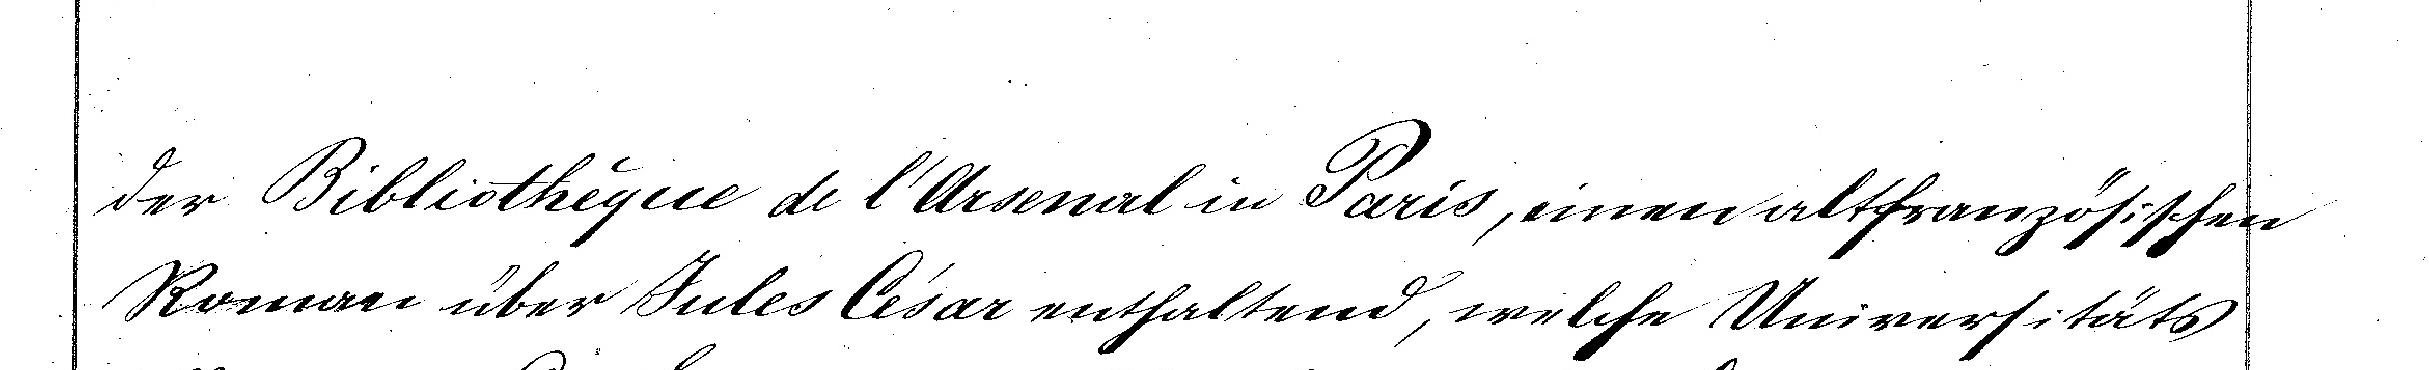 der Bibliothèque de l'Arsenal in Paris, einen altfranzösischen
Roman über Jules César enthaltend, welche Universitäts